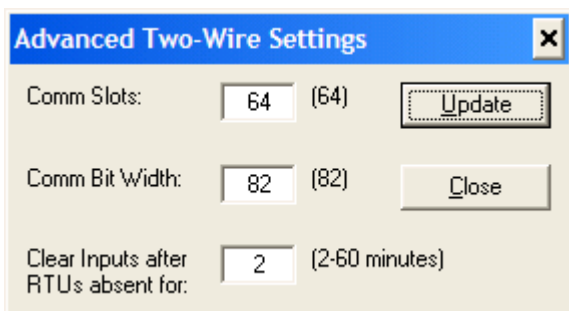 Advanced Two-Wire Settings
Comm Slots: 64 (64) Update
Comm Bit Width: 82 (82) Close
Clear Inputs after
RTUs absent for: 2 (2-60 minutes)